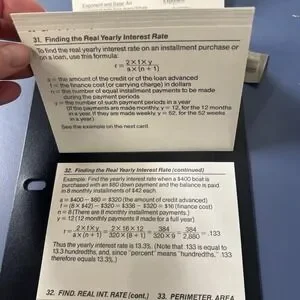 Exponent
31. Finding the Real Yearly Interest Rate
To find the real yearly interest rate on an installment purchase or
on a loan, use this formula:
r = 2 × I × y / a × (n + 1)
a = the amount of the credit or of the loan advanced
I = the finance cost (or carrying charge) in dollars
n = the number of equal installment payments to be made
during the payment periods
y = the number of such payment periods in a year
(If the payments are made monthly, y = 12, for the 12 months
in a year. If they are made weekly, y = 52, for the 52 weeks
in a year.)
See the example on the next card.
32. Finding the Real Yearly Interest Rate (continued)
Example: Find the yearly interest rate when a $400 boat is
purchased with an $80 down payment and the balance is paid
in 8 monthly installments of $42 each.
a = $400 – $80 = $320 (the amount of credit advanced)
I = (8 × $42) – $320 = $336 – $320 = $16 (finance cost)
n = 8 (There are 8 monthly installment payments.)
y = 12 (12 monthly payments if made for a full year)
r = 2 × I × y / a × (n + 1) = 2 × 16 × 12 / 320 × (8 + 1) = 384 / 320 × 9 = 384 / 2,880 = .133
Thus the yearly interest rate is 13.3%. (Note that .133 is equal to
13.3 hundredths, and, since "percent" means "hundredths," .133
therefore equals 13.3%.)
32. FIND. REAL INT. RATE (cont.) 33. PERIMETER, AREA